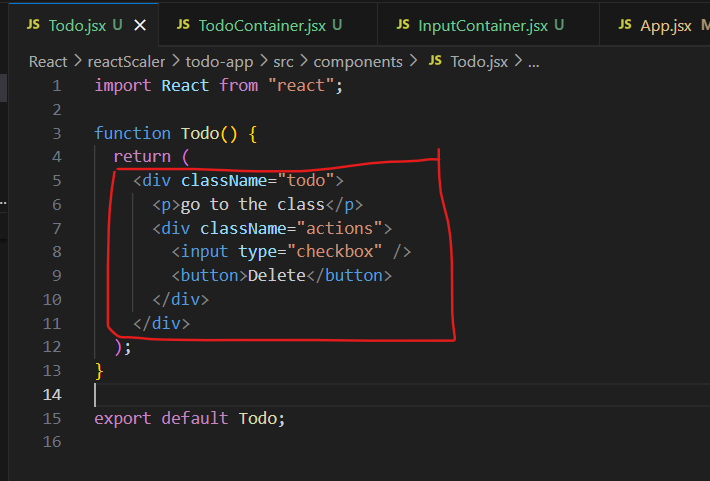 JS Todo.jsx U × JS TodoContainer.jsx U JS InputContainer.jsx U JS App.jsx M
React > reactScaler > todo-app > src > components > JS Todo.jsx > ...
1 import React from "react";
2
3 function Todo() {
4 return (
5 <div className="todo">
6 <p>go to the class</p>
7 <div className="actions">
8 <input type="checkbox" />
9 <button>Delete</button>
10 </div>
11 </div>
12 );
13 }
14
15 export default Todo;
16